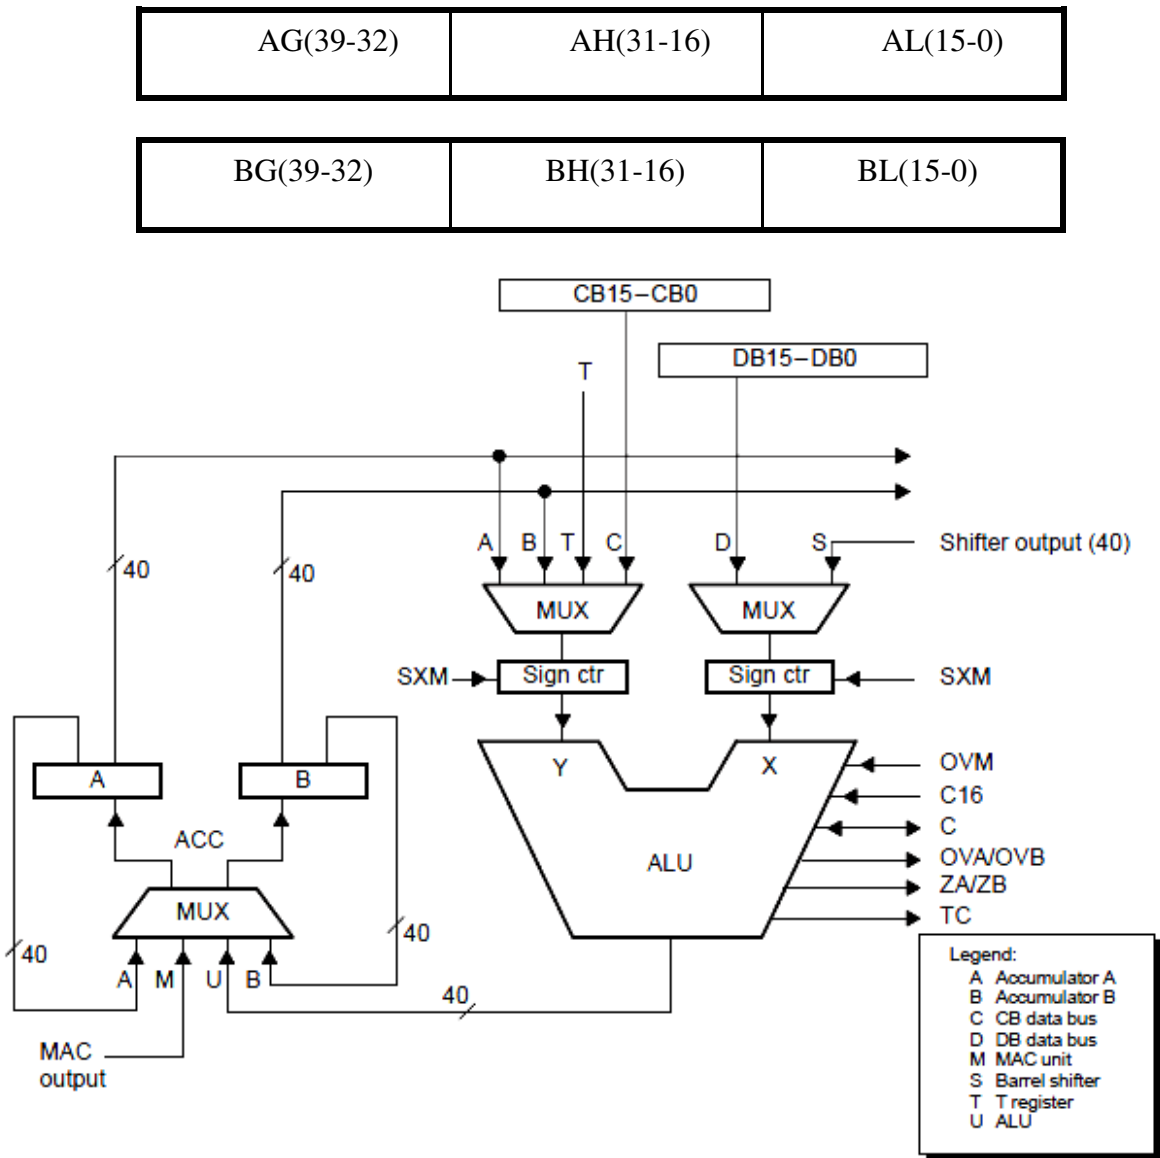 AG(39-32) AH(31-16) AL(15-0)
BG(39-32) BH(31-16) BL(15-0)
CB15–CB0
DB15–DB0
T
A B T C D S Shifter output (40)
40 40
MUX MUX
SXM Sign ctr Sign ctr SXM
A B Y X OVM
C16
C
ACC ALU OVA/OVB
ZA/ZB
MUX TC
40 40
A M U B
40
MAC
output
Legend:
A Accumulator A
B Accumulator B
C CB data bus
D DB data bus
M MAC unit
S Barrel shifter
T T register
U ALU